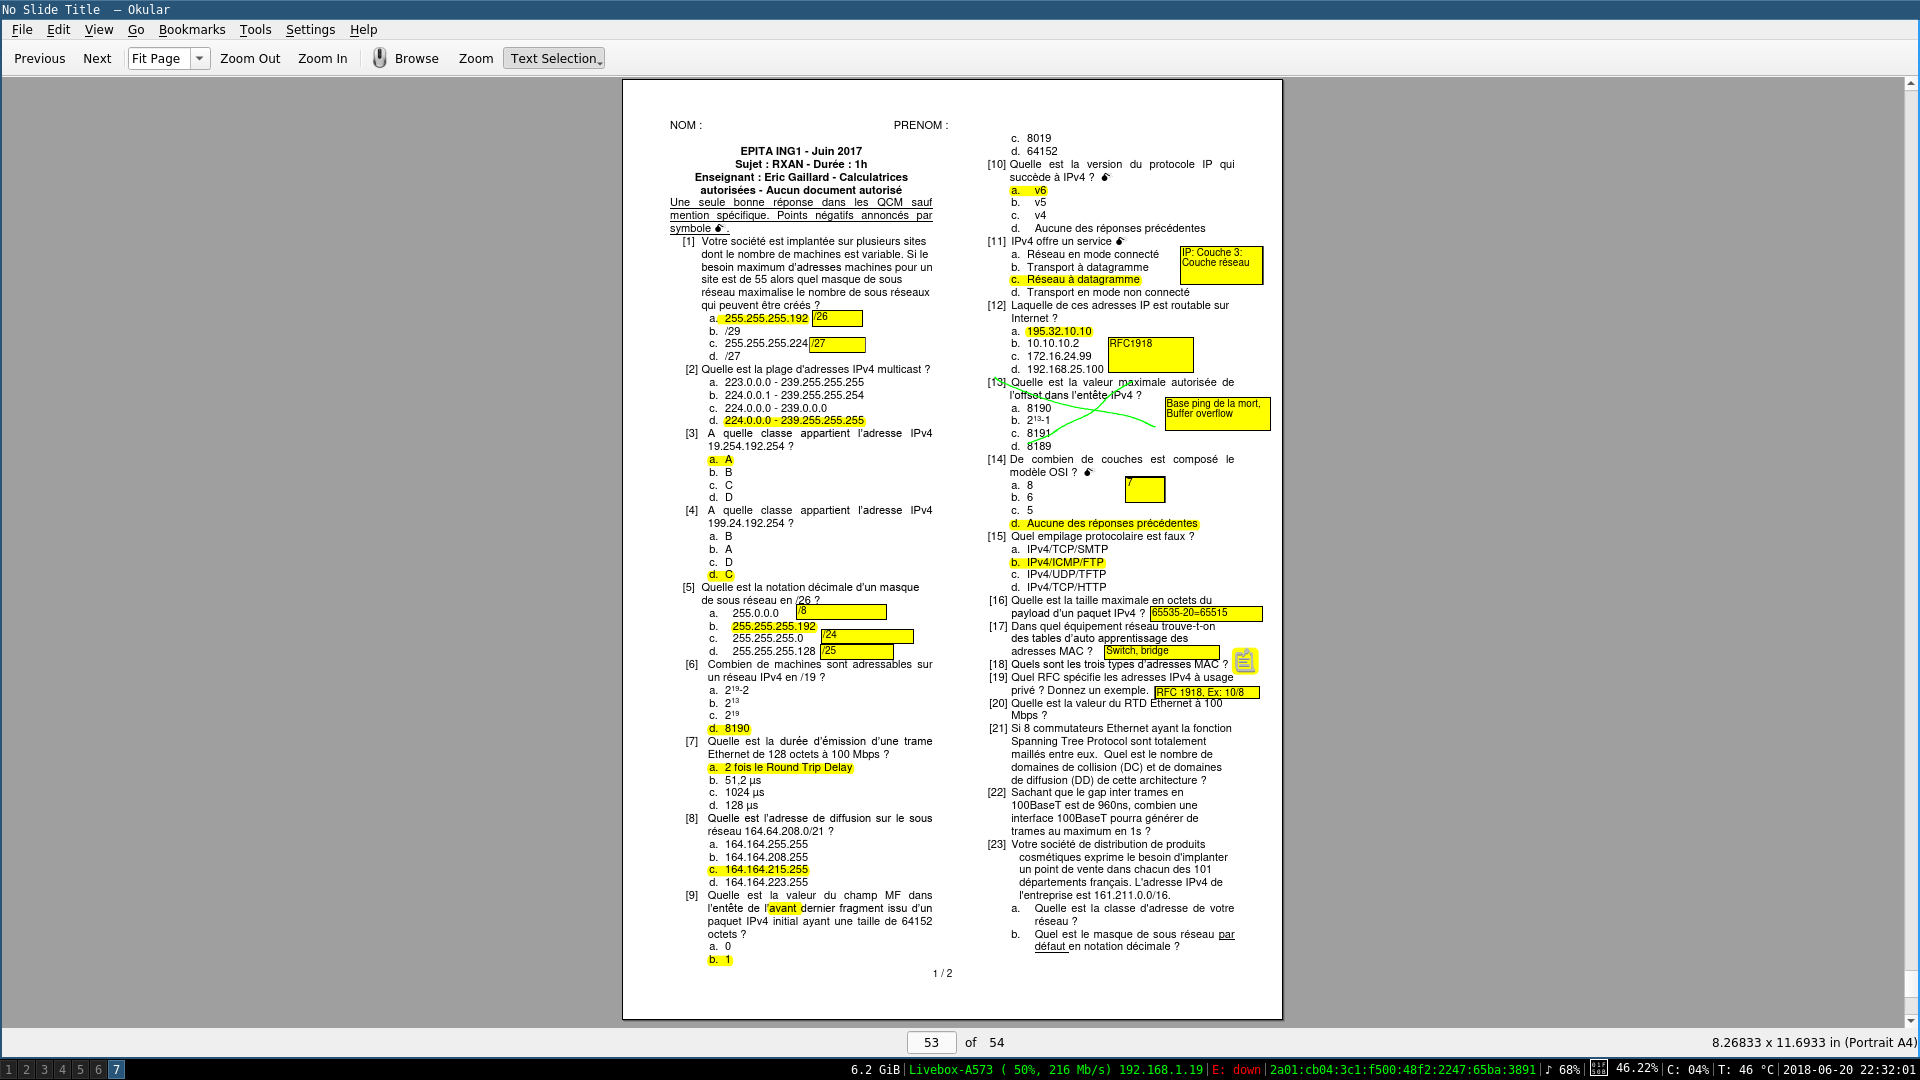 No Slide Title  — Okular
File Edit View Go Bookmarks Tools Settings Help
Previous Next Fit Page Zoom Out Zoom In Browse Zoom Text Selection
NOM : PRENOM :
EPITA ING1 - Juin 2017
Sujet : RXAN - Durée : 1h
Enseignant : Eric Gaillard - Calculatrices
autorisées - Aucun document autorisé
Une seule bonne réponse dans les QCM sauf
mention spécifique. Points négatifs annoncés par
symbole 💣.
[1] Votre société est implantée sur plusieurs sites
dont le nombre de machines est variable. Si le
besoin maximum d'adresses machines pour un
site est de 55 alors quel masque de sous
réseau maximalise le nombre de sous réseaux
qui peuvent être créés ?
a. 255.255.255.192 /26
b. /29
c. 255.255.255.224 /27
d. /27
[2] Quelle est la plage d'adresses IPv4 multicast ?
a. 223.0.0.0 - 239.255.255.255
b. 224.0.0.1 - 239.255.255.254
c. 224.0.0.0 - 239.0.0.0
d. 224.0.0.0 - 239.255.255.255
[3] A quelle classe appartient l'adresse IPv4
19.254.192.254 ?
a. A
b. B
c. C
d. D
[4] A quelle classe appartient l'adresse IPv4
199.24.192.254 ?
a. B
b. A
c. D
d. C
[5] Quelle est la notation décimale d'un masque
de sous réseau en /26 ?
a. 255.0.0.0 /8
b. 255.255.255.192
c. 255.255.255.0 /24
d. 255.255.255.128 /25
[6] Combien de machines sont adressables sur
un réseau IPv4 en /19 ?
a. 2¹⁹-2
b. 2¹³
c. 2¹⁹
d. 8190
[7] Quelle est la durée d'émission d'une trame
Ethernet de 128 octets à 100 Mbps ?
a. 2 fois le Round Trip Delay
b. 51,2 µs
c. 1024 µs
d. 128 µs
[8] Quelle est l'adresse de diffusion sur le sous
réseau 164.64.208.0/21 ?
a. 164.164.255.255
b. 164.164.208.255
c. 164.164.215.255
d. 164.164.223.255
[9] Quelle est la valeur du champ MF dans
l'entête de l'avant dernier fragment issu d'un
paquet IPv4 initial ayant une taille de 64152
octets ?
a. 0
b. 1
c. 8019
d. 64152
[10] Quelle est la version du protocole IP qui
succède à IPv4 ? 💣
a. v6
b. v5
c. v4
d. Aucune des réponses précédentes
[11] IPv4 offre un service 💣
a. Réseau en mode connecté
b. Transport à datagramme
c. Réseau à datagramme
d. Transport en mode non connecté
IP: Couche 3:
Couche réseau
[12] Laquelle de ces adresses IP est routable sur
Internet ?
a. 195.32.10.10
b. 10.10.10.2 RFC1918
c. 172.16.24.99
d. 192.168.25.100
[13] Quelle est la valeur maximale autorisée de
l'offset dans l'entête IPv4 ?
a. 8190
b. 2¹³-1
c. 8191
d. 8189
Base ping de la mort,
Buffer overflow
[14] De combien de couches est composé le
modèle OSI ? 💣
a. 8 7
b. 6
c. 5
d. Aucune des réponses précédentes
[15] Quel empilage protocolaire est faux ?
a. IPv4/TCP/SMTP
b. IPv4/ICMP/FTP
c. IPv4/UDP/TFTP
d. IPv4/TCP/HTTP
[16] Quelle est la taille maximale en octets du
payload d'un paquet IPv4 ? 65535-20=65515
[17] Dans quel équipement réseau trouve-t-on
des tables d'auto apprentissage des
adresses MAC ? Switch, bridge
[18] Quels sont les trois types d'adresses MAC ?
[19] Quel RFC spécifie les adresses IPv4 à usage
privé ? Donnez un exemple. RFC 1918, Ex: 10/8
[20] Quelle est la valeur du RTD Ethernet à 100
Mbps ?
[21] Si 8 commutateurs Ethernet ayant la fonction
Spanning Tree Protocol sont totalement
maillés entre eux. Quel est le nombre de
domaines de collision (DC) et de domaines
de diffusion (DD) de cette architecture ?
[22] Sachant que le gap inter trames en
100BaseT est de 960ns, combien une
interface 100BaseT pourra générer de
trames au maximum en 1s ?
[23] Votre société de distribution de produits
cosmétiques exprime le besoin d'implanter
un point de vente dans chacun des 101
départements français. L'adresse IPv4 de
l'entreprise est 161.211.0.0/16.
a. Quelle est la classe d'adresse de votre
réseau ?
b. Quel est le masque de sous réseau par
défaut en notation décimale ?
1 / 2
53 of 54 8.26833 x 11.6933 in (Portrait A4)
1 2 3 4 5 6 7 6.2 GiB|Livebox-A573 ( 50%, 216 Mb/s) 192.168.1.19|E: down|2a01:cb04:3c1:f500:48f2:2247:65ba:3891|♪ 68%| 46.22%|C: 04%|T: 46 °C|2018-06-20 22:32:01